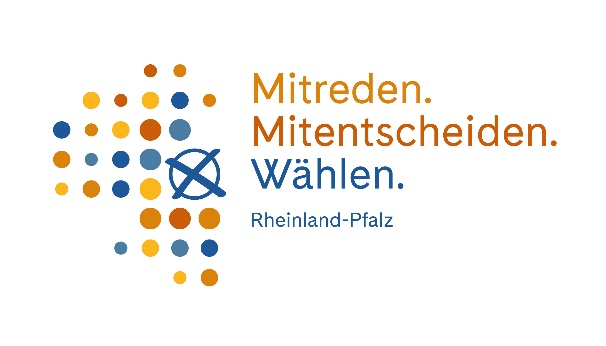 Mitreden.
Mitentscheiden.
Wählen.
Rheinland-Pfalz